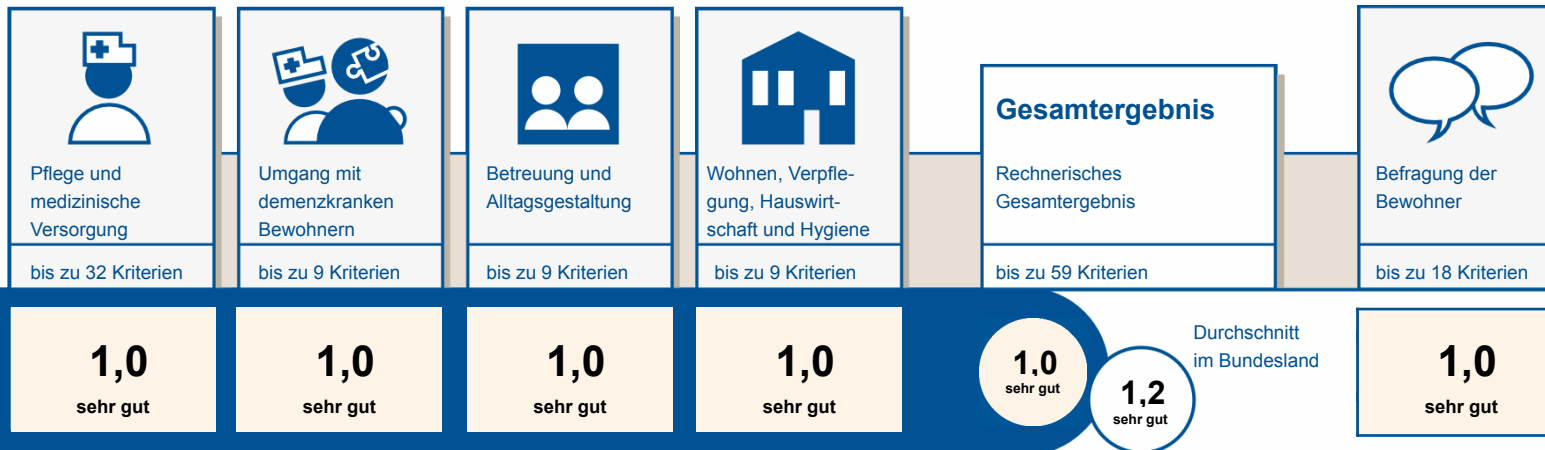 Pflege und
medizinische
Versorgung
bis zu 32 Kriterien
1,0
sehr gut
Umgang mit
demenzkranken
Bewohnern
bis zu 9 Kriterien
1,0
sehr gut
Betreuung und
Alltagsgestaltung
bis zu 9 Kriterien
1,0
sehr gut
Wohnen, Verpfle-
gung, Hauswirt-
schaft und Hygiene
bis zu 9 Kriterien
1,0
sehr gut
Gesamtergebnis
Rechnerisches
Gesamtergebnis
bis zu 59 Kriterien
1,0
sehr gut
1,2
sehr gut
Durchschnitt
im Bundesland
Befragung der
Bewohner
bis zu 18 Kriterien
1,0
sehr gut